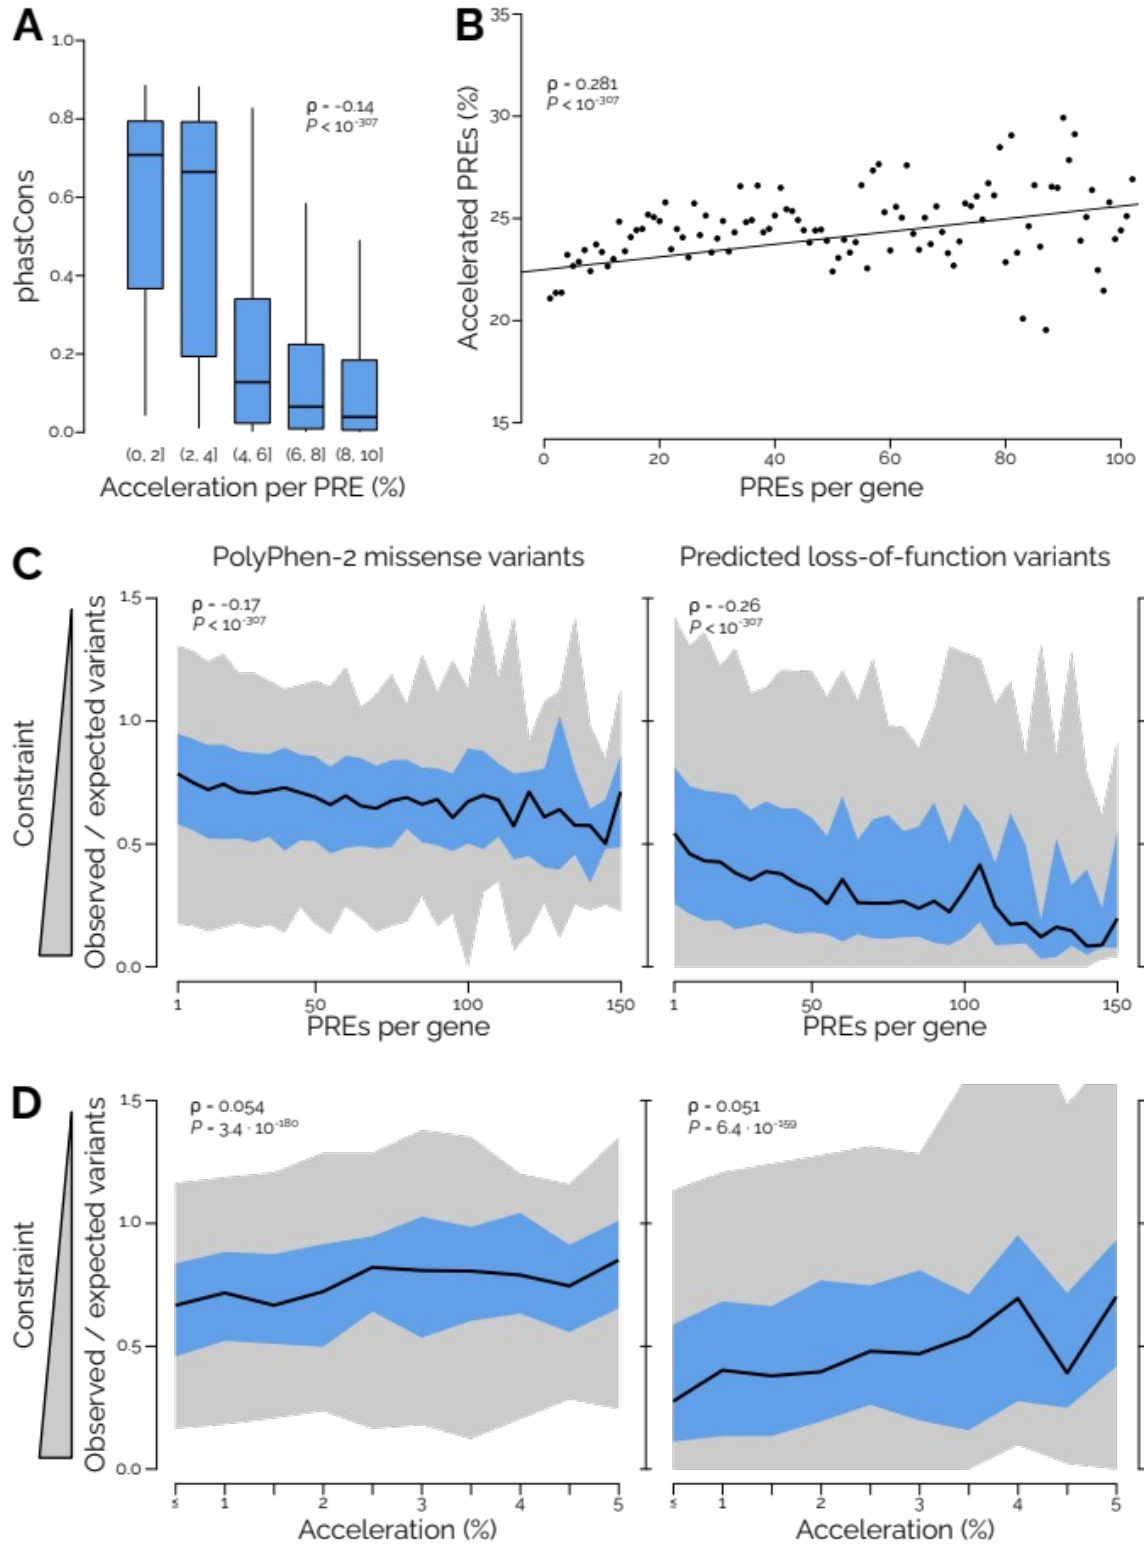 A
phastCons
1.0
0.8
0.6
0.4
0.2
0.0
ρ = -0.14
P < 10⁻³⁰⁷
(0, 2] (2, 4] (4, 6] (6, 8] (8, 10]
Acceleration per PRE (%)
B
Accelerated PREs (%)
35
30
25
20
15
ρ = 0.281
P < 10⁻³⁰⁷
0 20 40 60 80 100
PREs per gene
C
PolyPhen-2 missense variants
Predicted loss-of-function variants
Constraint
Observed / expected variants
1.5
1.0
0.5
0.0
ρ = -0.17
P < 10⁻³⁰⁷
1 50 100 150
PREs per gene
ρ = -0.26
P < 10⁻³⁰⁷
1 50 100 150
PREs per gene
D
Constraint
Observed / expected variants
1.5
1.0
0.5
0.0
ρ = 0.054
P = 3.4 · 10⁻¹⁸⁰
≤ 1 2 3 4 5
Acceleration (%)
ρ = 0.051
P = 6.4 · 10⁻¹⁵⁹
≤ 1 2 3 4 5
Acceleration (%)